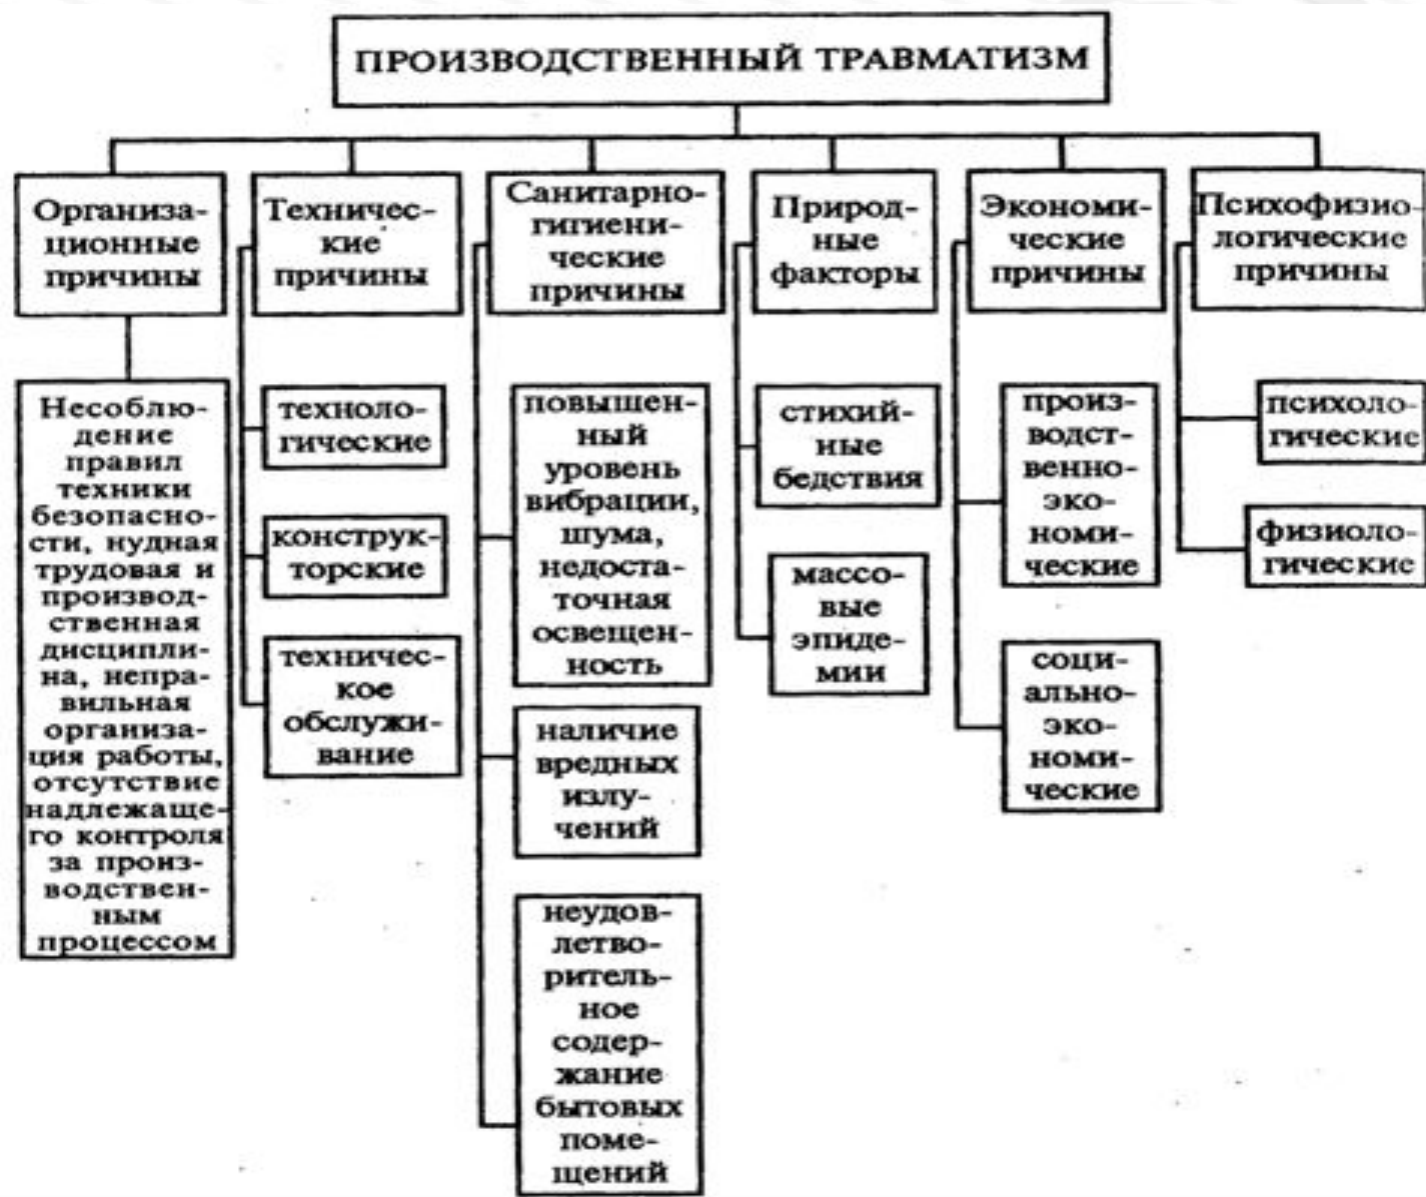 ПРОИЗВОДСТВЕННЫЙ ТРАВМАТИЗМ
Организа-
ционные
причины
Несоблю-
дение
правил
техники
безопасно-
сти, нудная
трудовая и
производ-
ственная
дисципли-
на, непра-
вильная
организа-
ция работы,
отсутствие
надлежаще-
го контроля
за произ-
водствен-
ным
процессом
Техничес-
кие
причины
техноло-
гические
конструк-
торские
техничес-
кое
обслужи-
вание
Санитарно-
гигиени-
ческие
причины
повышен-
ный
уровень
вибрации,
шума,
недоста-
точная
освещен-
ность
наличие
вредных
излу-
чений
неудов-
летво-
ритель-
ное
содер-
жание
бытовых
поме-
щений
Природ-
ные
факторы
стихий-
ные
бедствия
массо-
вые
эпиде-
мии
Экономи-
ческие
причины
произ-
водст-
венно-
эко-
номи-
ческие
соци-
ально-
эко-
номи-
ческие
Психофизио-
логические
причины
психоло-
гические
физиоло-
гические